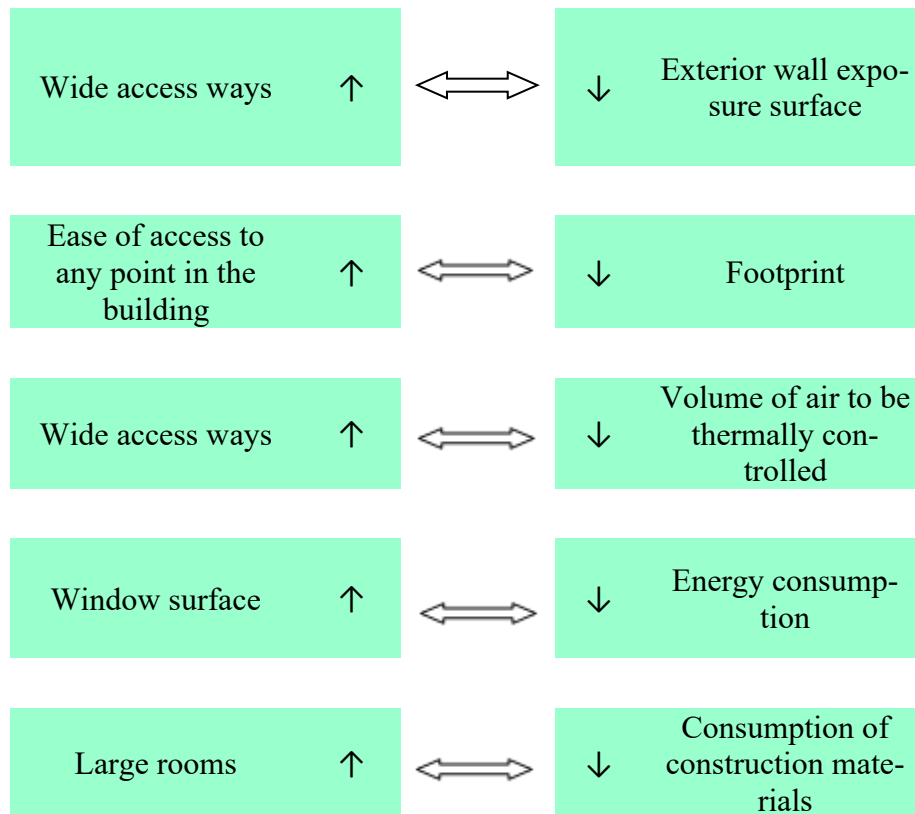 Wide access ways ↑ ↓ Exterior wall expo-
sure surface
Ease of access to
any point in the
building
↑ ↓ Footprint
Wide access ways ↑ ↓ Volume of air to be
thermally con-
trolled
Window surface ↑ ↓ Energy consump-
tion
Large rooms ↑ ↓ Consumption of
construction mate-
rials